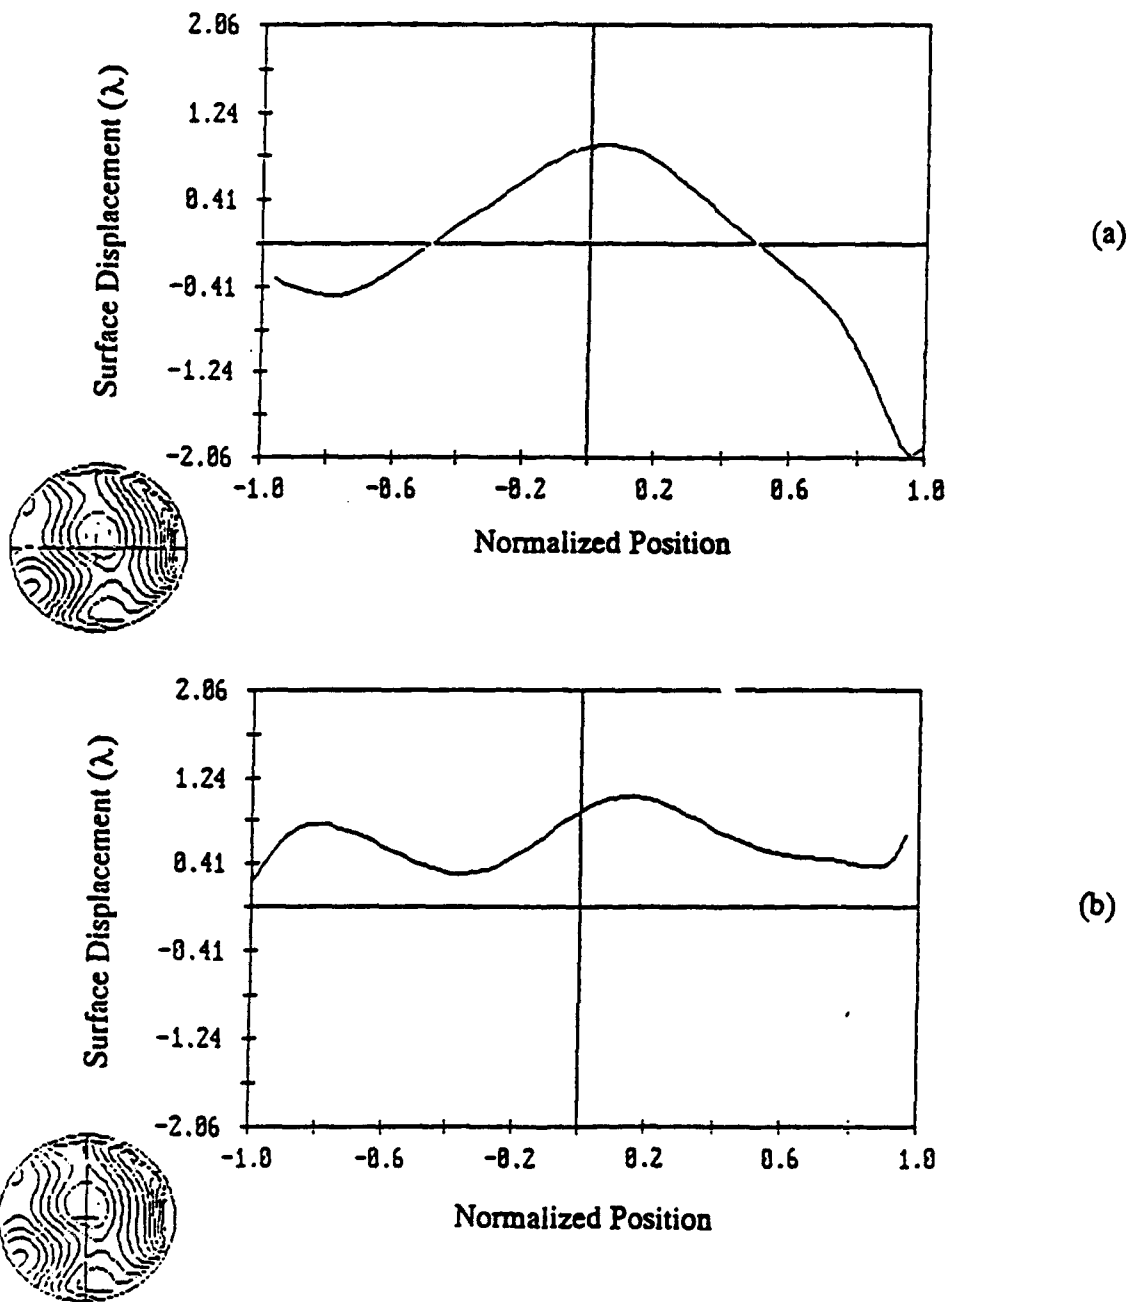 2.06
1.24
0.41
-0.41
-1.24
-2.06
Surface Displacement (λ)
-1.0 -0.6 -0.2 0.2 0.6 1.0
Normalized Position
(a)
2.06
1.24
0.41
-0.41
-1.24
-2.06
Surface Displacement (λ)
-1.0 -0.6 -0.2 0.2 0.6 1.0
Normalized Position
(b)